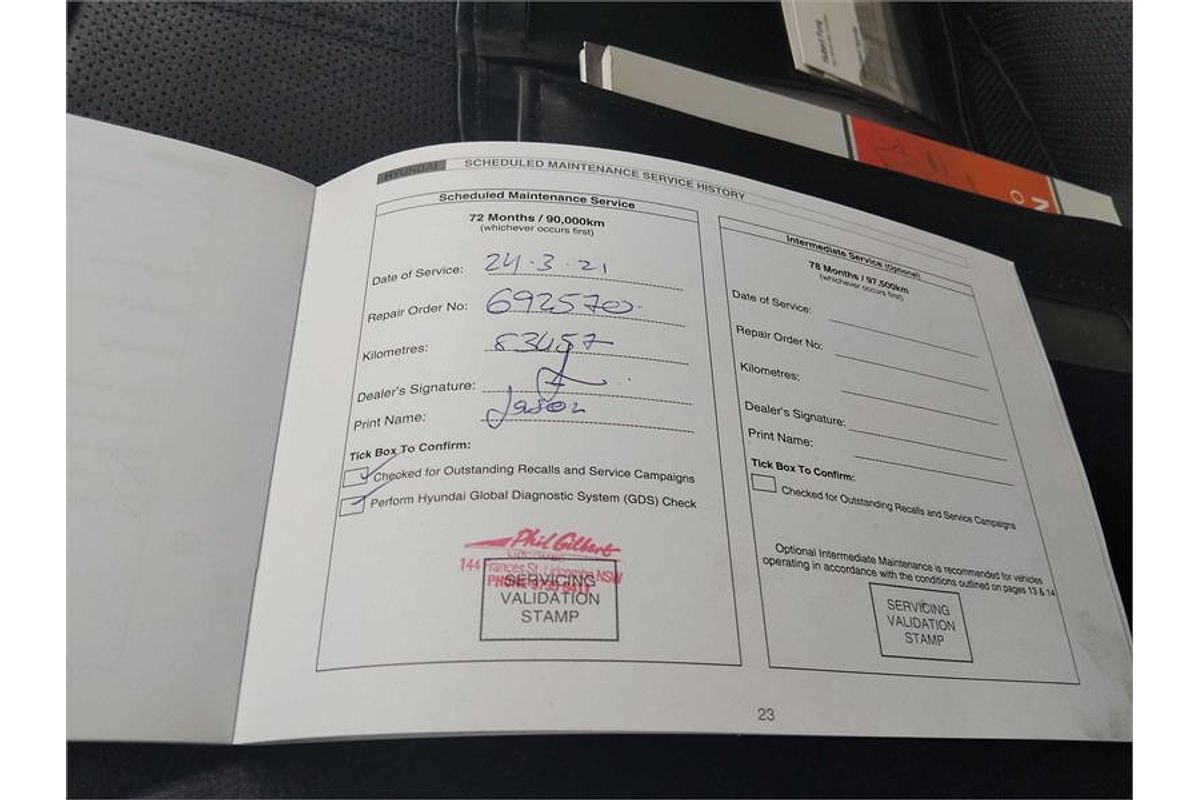 HYUNDAI SCHEDULED MAINTENANCE SERVICE HISTORY
Scheduled Maintenance Service
72 Months / 90,000km
(whichever occurs first)
Date of Service: 24.3.21
Repair Order No: 692570
Kilometres: 83457
Dealer's Signature:
Print Name: Jason
Tick Box To Confirm:
Checked for Outstanding Recalls and Service Campaigns
Perform Hyundai Global Diagnostic System (GDS) Check
Phil Gilbert
144 Frances St. Lidcombe NSW
SERVICING
VALIDATION
STAMP
Intermediate Service (Optional)
78 Months / 97,500km
(whichever occurs first)
Date of Service:
Repair Order No:
Kilometres:
Dealer's Signature:
Print Name:
Tick Box To Confirm:
Checked for Outstanding Recalls and Service Campaigns
Optional Intermediate Maintenance is recommended for vehicles
operating in accordance with the conditions outlined on pages 13 & 14
SERVICING
VALIDATION
STAMP
23